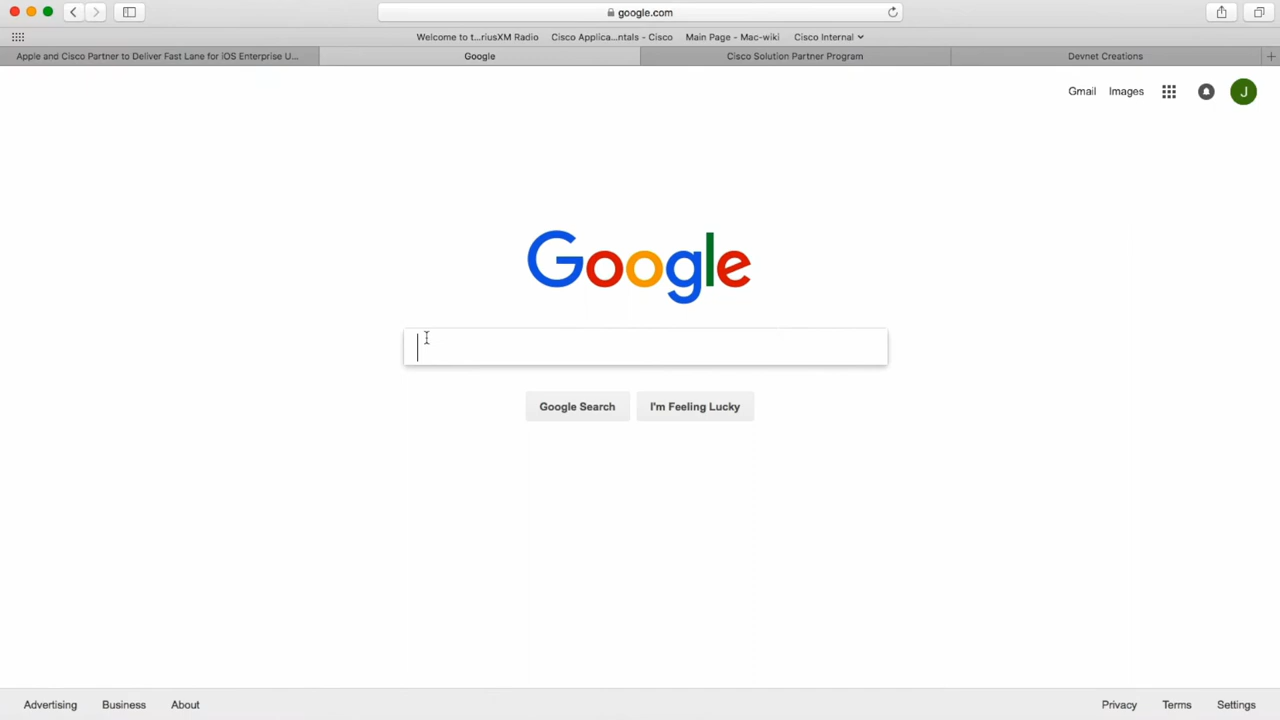 google.com
Welcome to t...riusXM Radio Cisco Applica...ntals - Cisco Main Page - Mac-wiki Cisco Internal
Apple and Cisco Partner to Deliver Fast Lane for iOS Enterprise U... Google Cisco Solution Partner Program Devnet Creations
Gmail Images J
Google
Google Search I'm Feeling Lucky
Advertising Business About Privacy Terms Settings